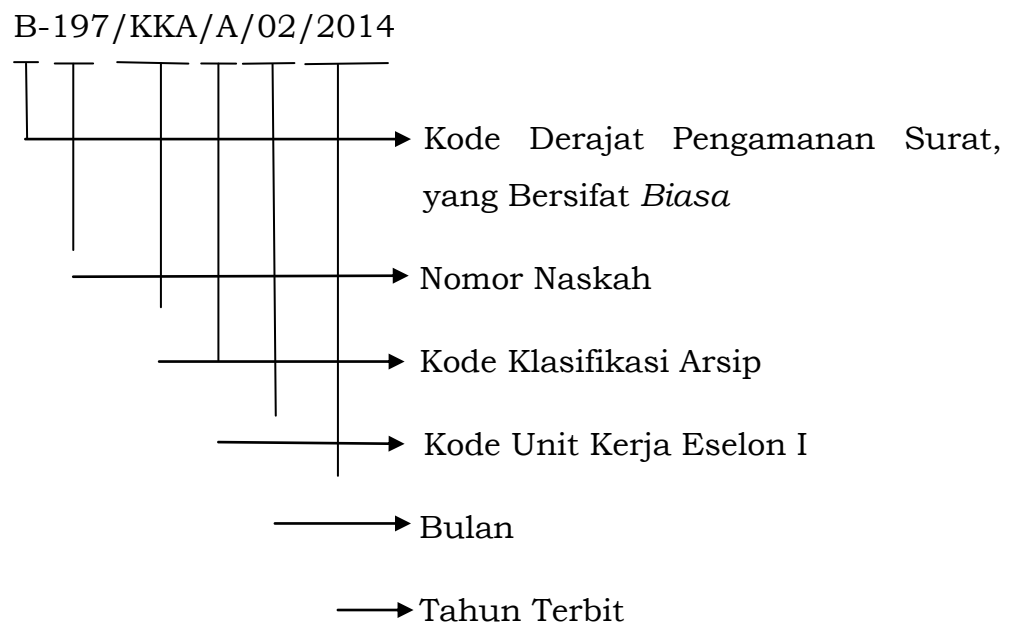 B-197/KKA/A/02/2014
Kode Derajat Pengamanan Surat,
yang Bersifat Biasa
Nomor Naskah
Kode Klasifikasi Arsip
Kode Unit Kerja Eselon I
Bulan
Tahun Terbit